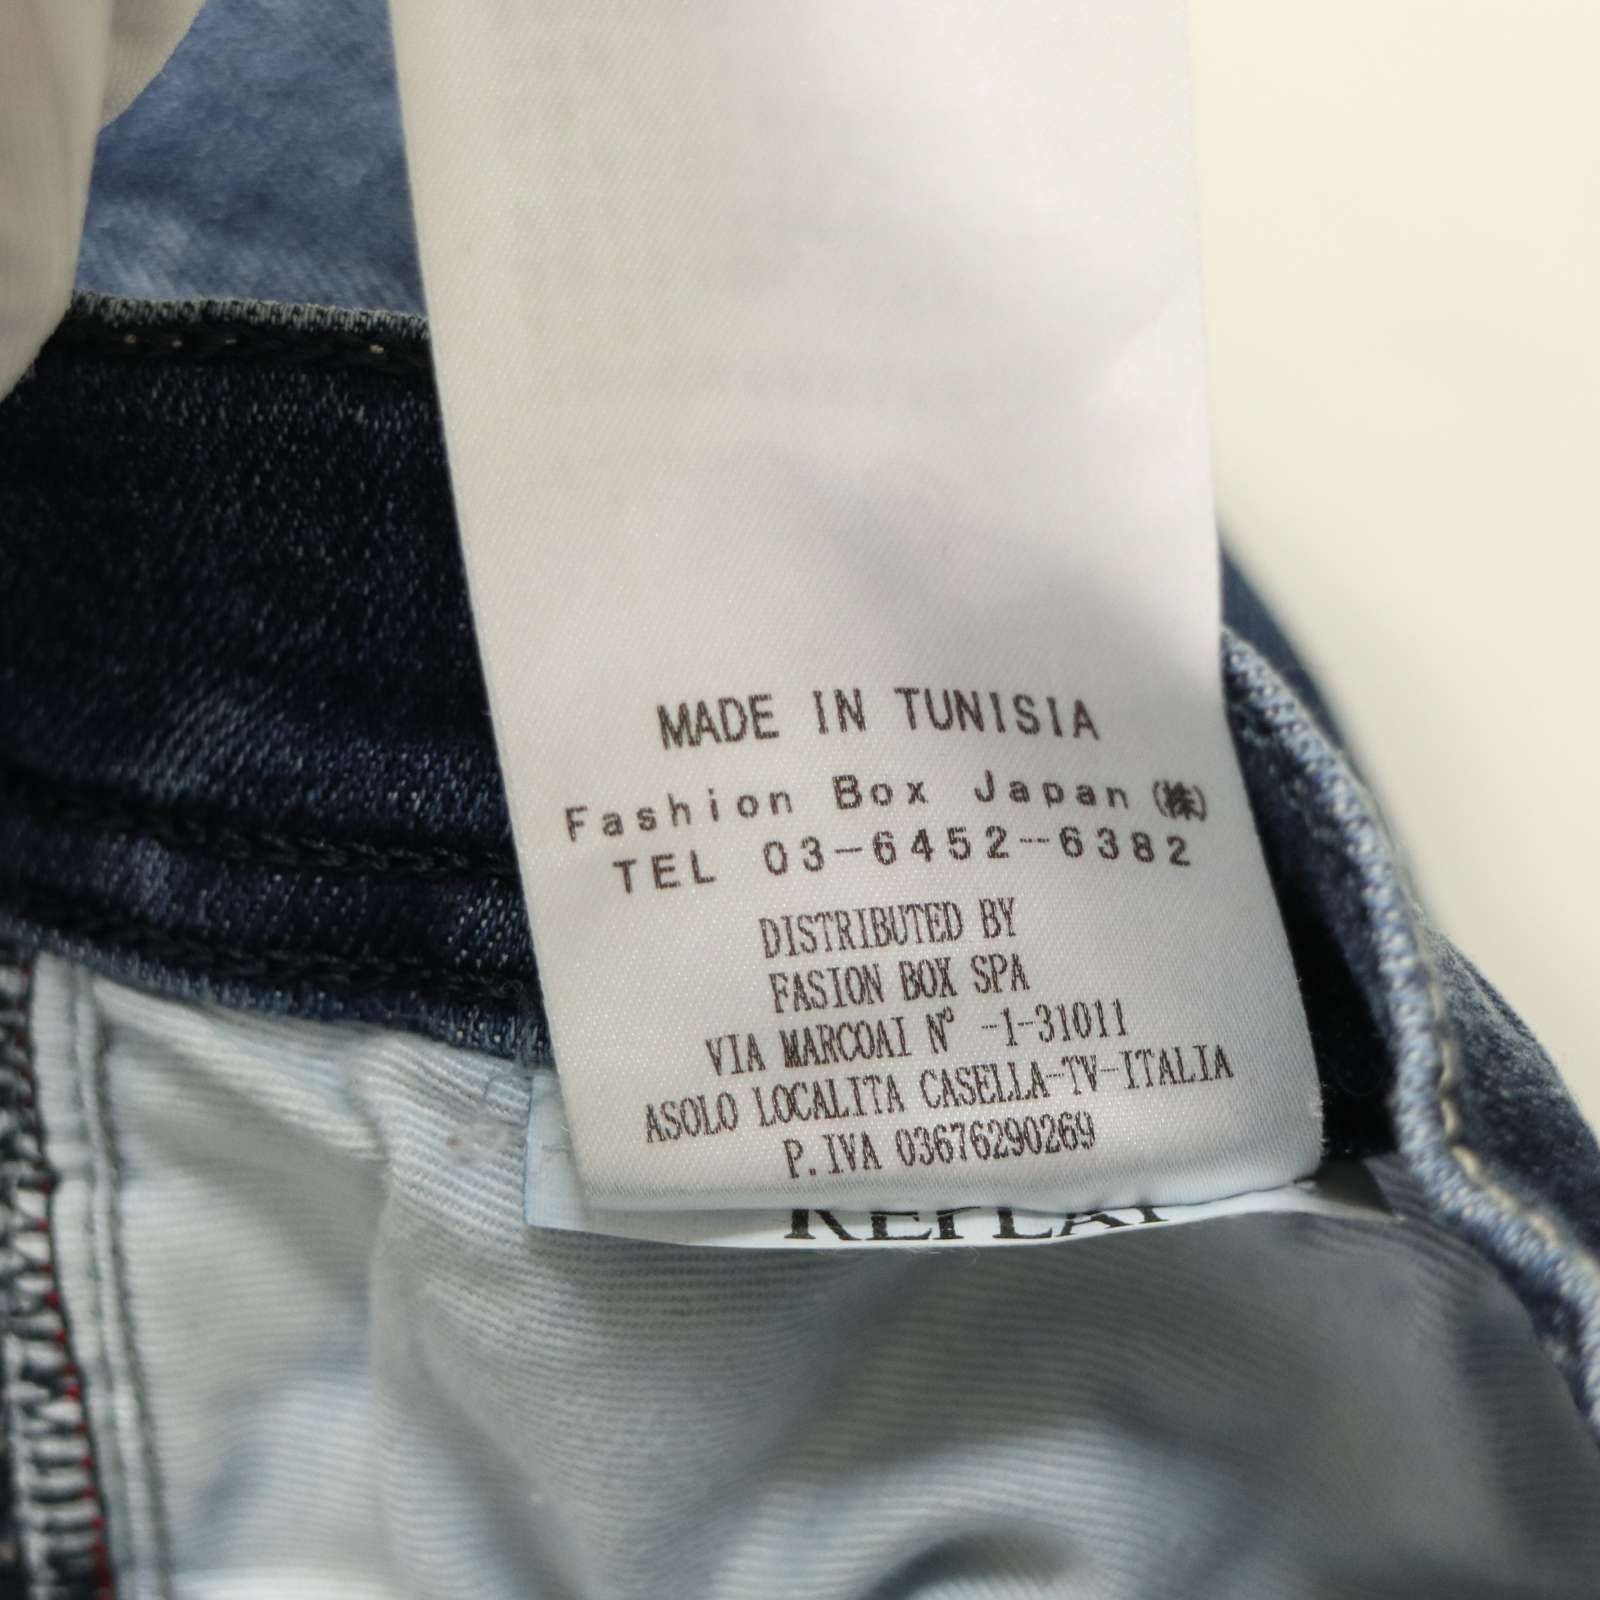 MADE IN TUNISIA
Fashion Box Japan (株)
TEL 03-6452-6382
DISTRIBUTED BY
FASION BOX SPA
VIA MARCOAI N° -1-31011
ASOLO LOCALITA CASELLA-TV-ITALIA
P.IVA 03676290269
REPLAY